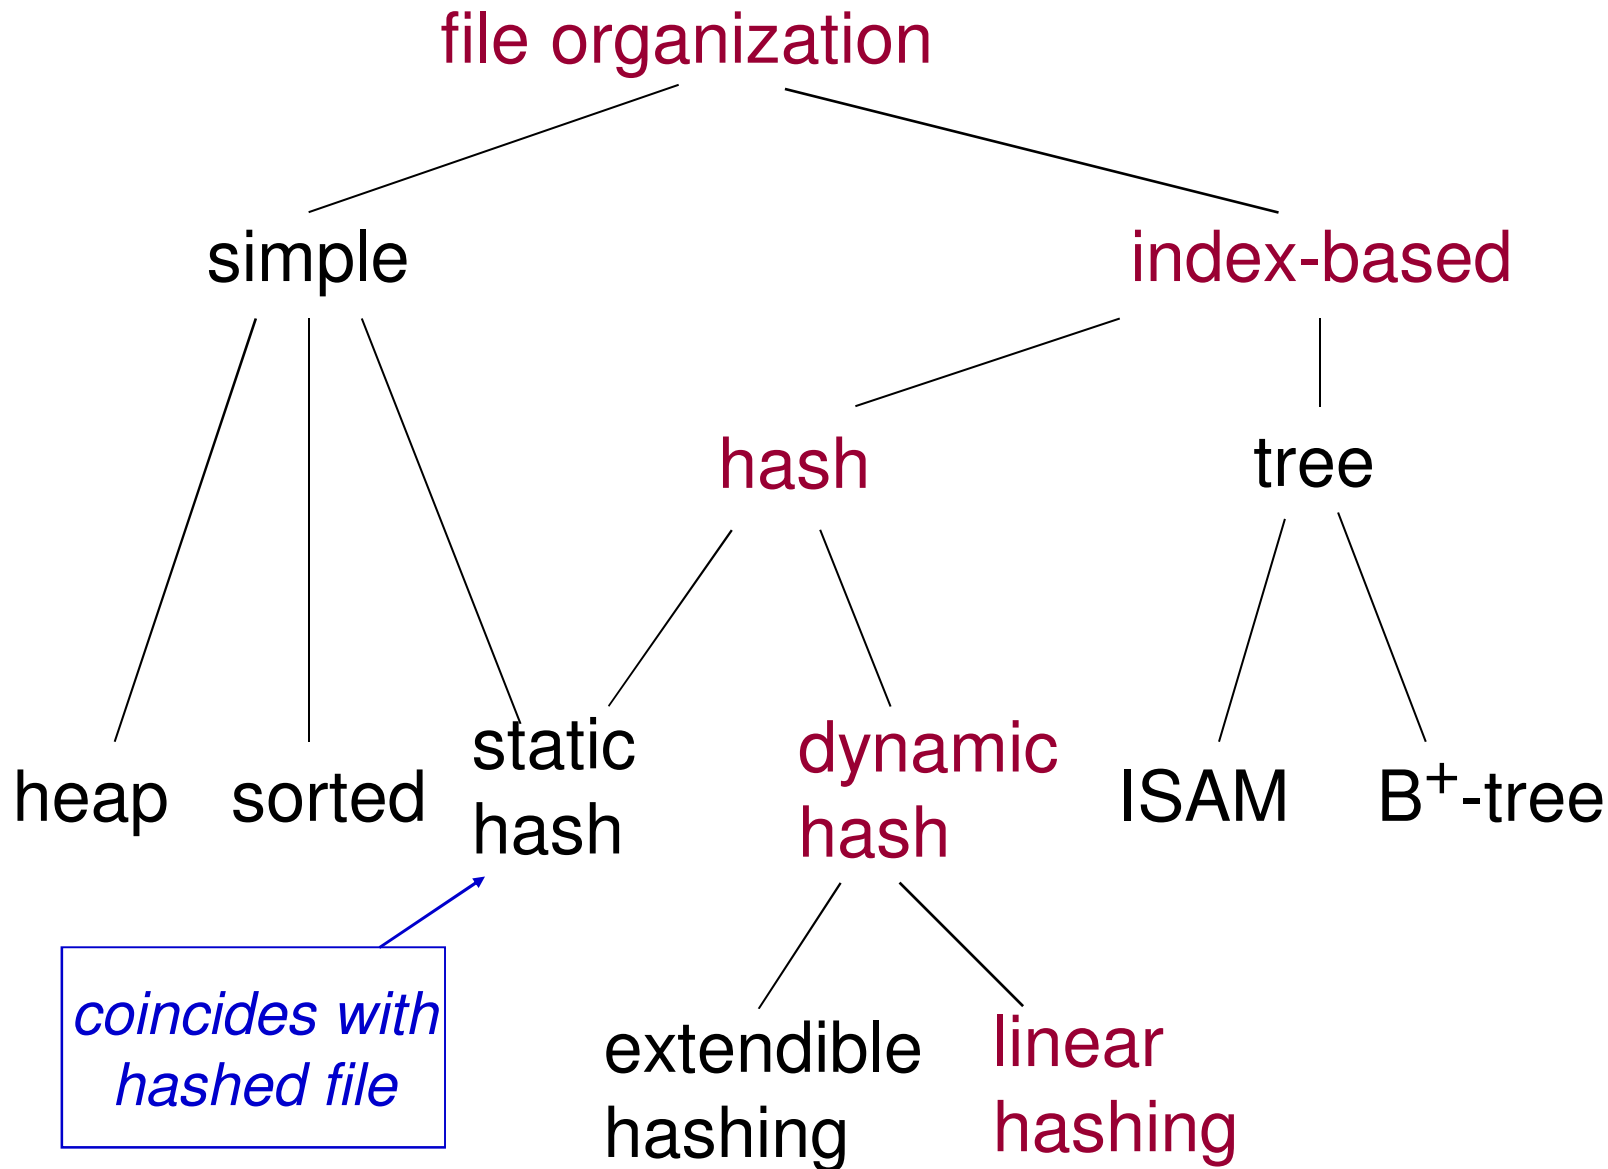 file organization
simple
index-based
hash
tree
static
hash
dynamic
hash
heap
sorted
ISAM
B⁺-tree
coincides with
hashed file
extendible
hashing
linear
hashing